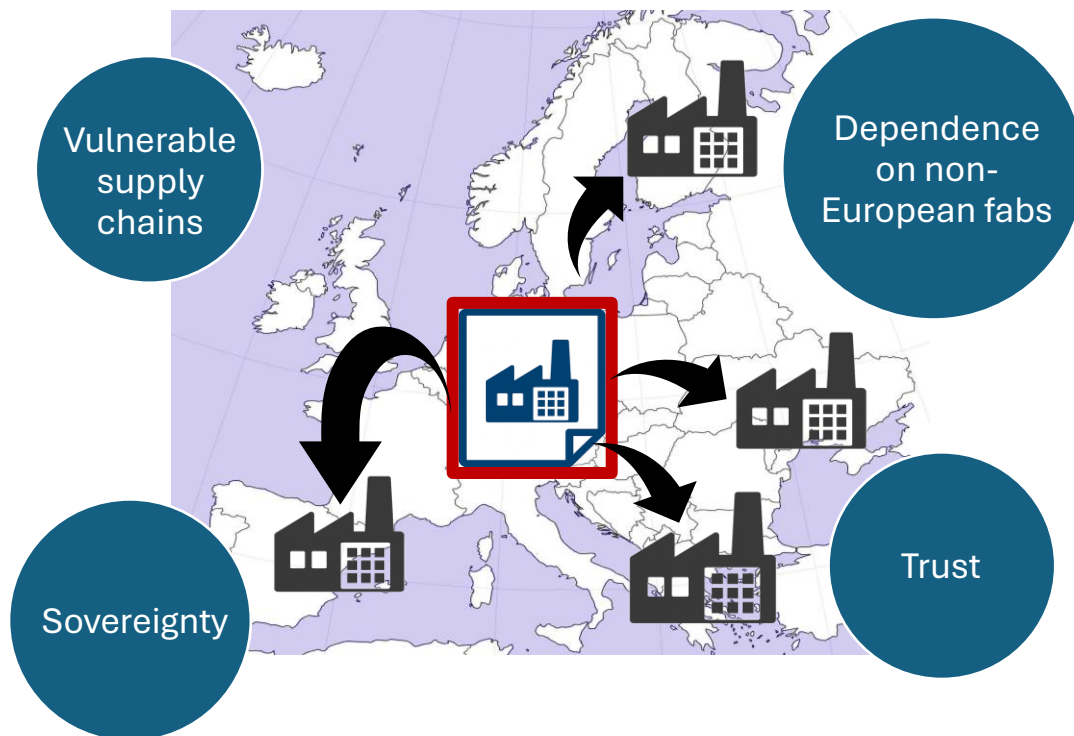 Vulnerable
supply
chains
Dependence
on non-
European fabs
Sovereignty
Trust